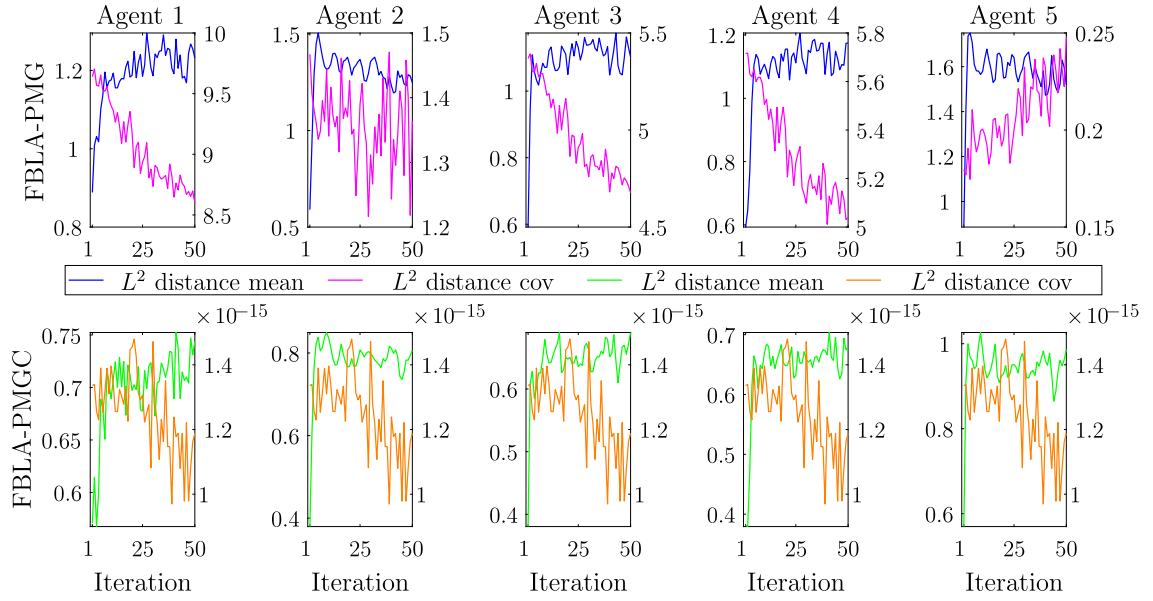 Agent 1 Agent 2 Agent 3 Agent 4 Agent 5
FBLA-PMG
1.2 1 0.8 10 9.5 9 8.5 1 25 50
1.5 1 0.5 1.5 1.4 1.3 1.2 1 25 50
1 0.8 0.6 5.5 5 4.5 1 25 50
1.2 1 0.8 0.6 5.8 5.6 5.4 5.2 5 1 25 50
1.6 1.4 1.2 1 0.25 0.2 0.15 1 25 50
L² distance mean L² distance cov L² distance mean L² distance cov
FBLA-PMGC
0.75 0.7 0.65 0.6 ×10⁻¹⁵ 1.4 1.2 1 1 25 50
0.8 0.6 0.4 ×10⁻¹⁵ 1.4 1.2 1 1 25 50
0.6 0.5 0.4 ×10⁻¹⁵ 1.4 1.2 1 1 25 50
0.7 0.6 0.5 0.4 ×10⁻¹⁵ 1.4 1.2 1 1 25 50
1 0.8 0.6 ×10⁻¹⁵ 1.4 1.2 1 1 25 50
Iteration Iteration Iteration Iteration Iteration